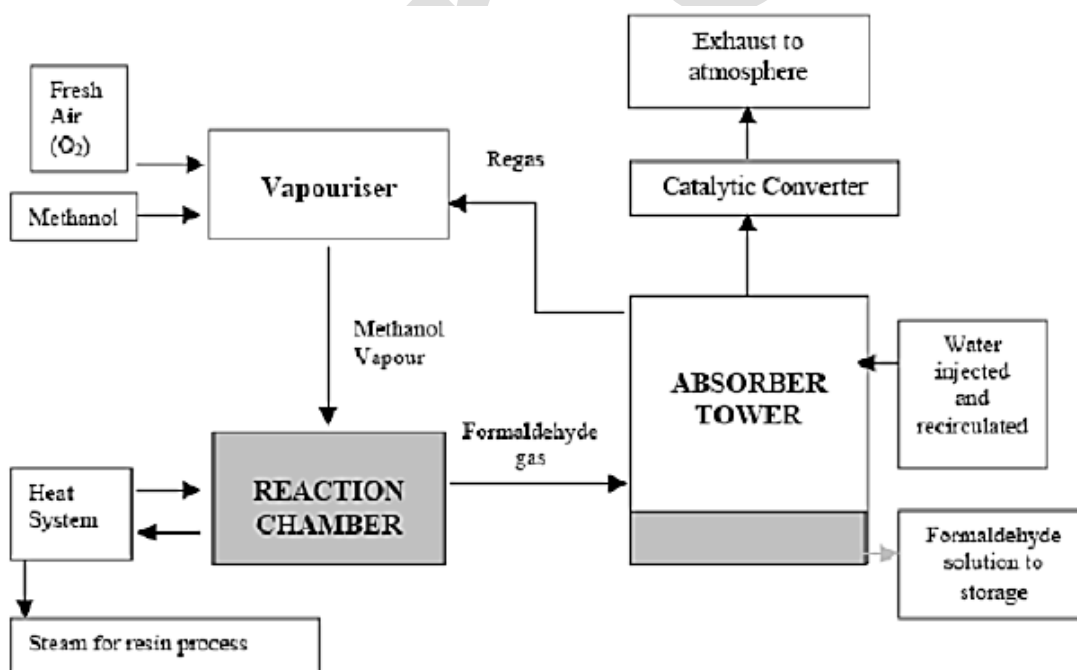 Exhaust to
atmosphere
Fresh
Air
(O₂)
Regas
Vapouriser
Catalytic Converter
Methanol
Methanol
Vapour
Water
injected
and
recirculated
ABSORBER
TOWER
Formaldehyde
gas
Heat
System
REACTION
CHAMBER
Formaldehyde
solution to
storage
Steam for resin process